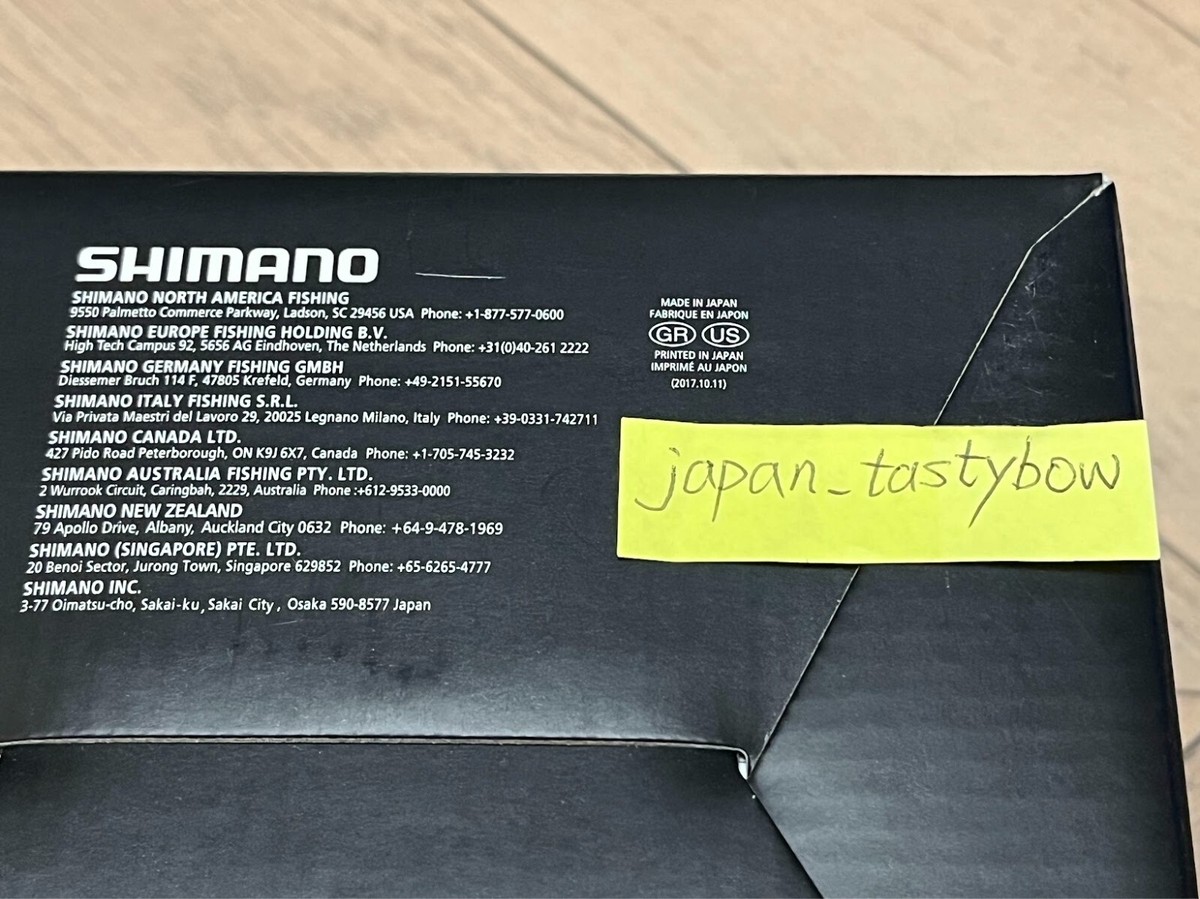 SHIMANO
SHIMANO NORTH AMERICA FISHING
9550 Palmetto Commerce Parkway, Ladson, SC 29456 USA Phone: +1-877-577-0600
SHIMANO EUROPE FISHING HOLDING B.V.
High Tech Campus 92, 5656 AG Eindhoven, The Netherlands Phone: +31(0)40-261 2222
SHIMANO GERMANY FISHING GMBH
Diessemer Bruch 114 F, 47805 Krefeld, Germany Phone: +49-2151-55670
SHIMANO ITALY FISHING S.R.L.
Via Privata Maestri del Lavoro 29, 20025 Legnano Milano, Italy Phone: +39-0331-742711
SHIMANO CANADA LTD.
427 Pido Road Peterborough, ON K9J 6X7, Canada Phone: +1-705-745-3232
SHIMANO AUSTRALIA FISHING PTY. LTD.
2 Wurrook Circuit, Caringbah, 2229, Australia Phone :+612-9533-0000
SHIMANO NEW ZEALAND
79 Apollo Drive, Albany, Auckland City 0632 Phone: +64-9-478-1969
SHIMANO (SINGAPORE) PTE. LTD.
20 Benoi Sector, Jurong Town, Singapore 629852 Phone: +65-6265-4777
SHIMANO INC.
3-77 Oimatsu-cho, Sakai-ku, Sakai City, Osaka 590-8577 Japan
MADE IN JAPAN
FABRIQUE EN JAPON
GR US
PRINTED IN JAPAN
IMPRIMÉ AU JAPON
(2017.10.11)
japan_tastybow